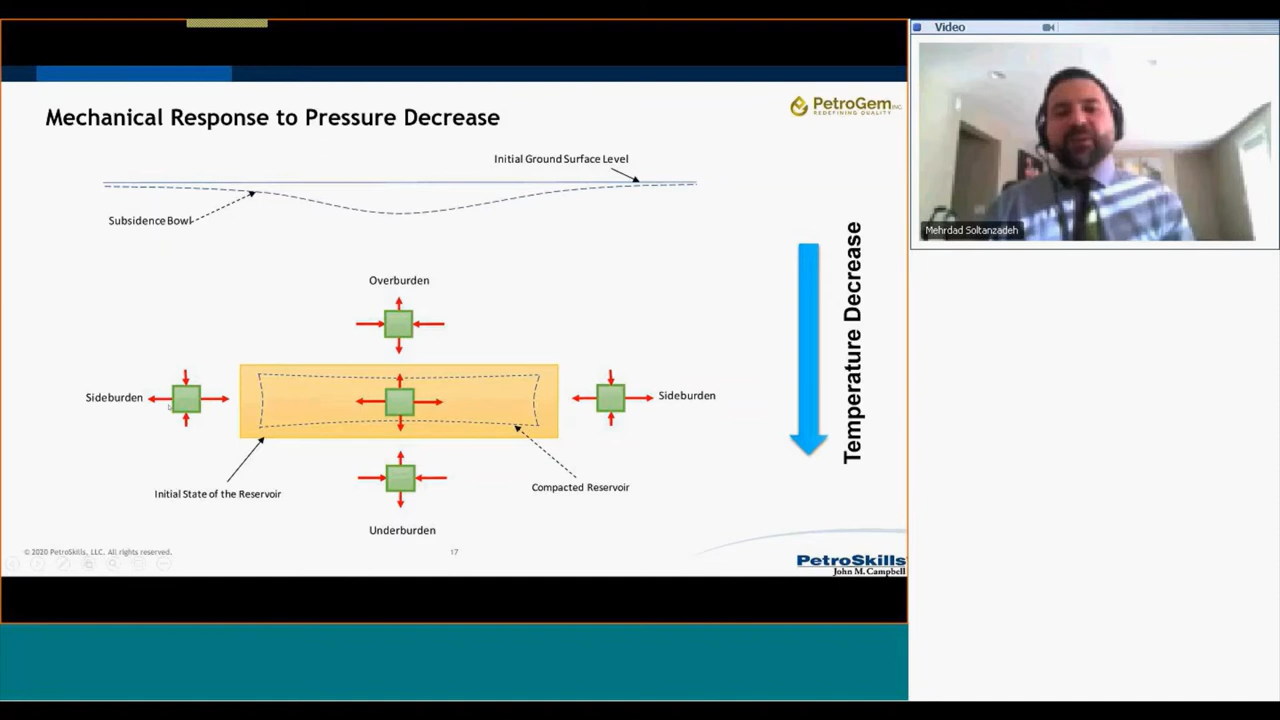 Video
Mechanical Response to Pressure Decrease
PetroGem INC
REDEFINING QUALITY
Initial Ground Surface Level
Subsidence Bowl
Mehrdad Soltanzadeh
Overburden
Sideburden
Sideburden
Temperature Decrease
Initial State of the Reservoir
Compacted Reservoir
Underburden
© 2020 PetroSkills, LLC. All rights reserved.
17
PetroSkills
John M. Campbell